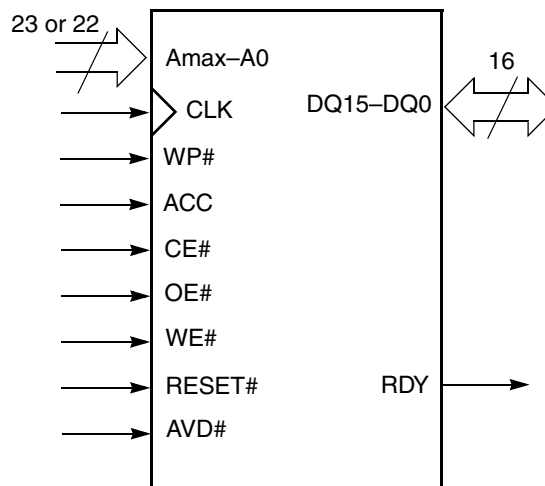 23 or 22
Amax–A0
16
CLK
DQ15–DQ0
WP#
ACC
CE#
OE#
WE#
RESET#
RDY
AVD#